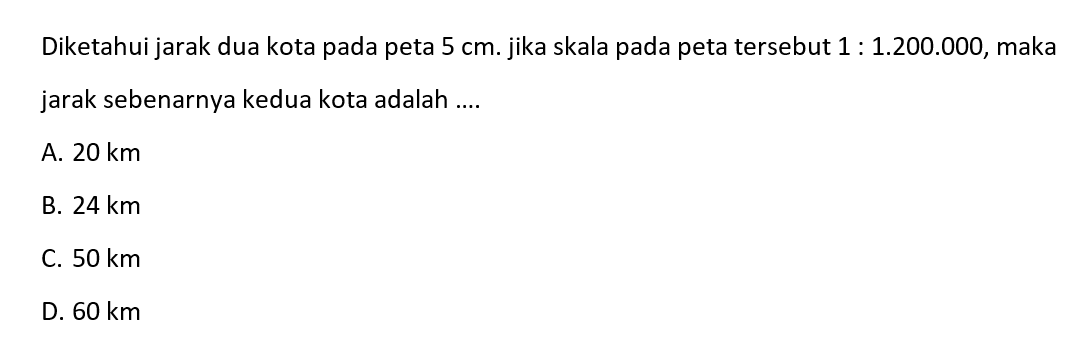 Diketahui jarak dua kota pada peta 5 cm. jika skala pada peta tersebut 1 : 1.200.000, maka
jarak sebenarnya kedua kota adalah ....
A. 20 km
B. 24 km
C. 50 km
D. 60 km